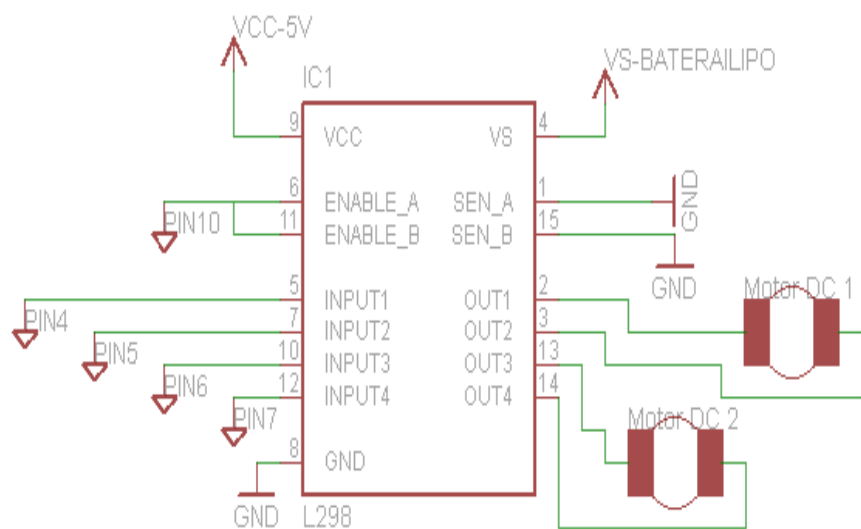 VCC-5V
VS-BATERAILIPO
IC1
9 VCC VS 4
6 ENABLE_A SEN_A 1
PIN10
11 ENABLE_B SEN_B 15
GND
GND
5 INPUT1 OUT1 2
Motor DC 1
PIN4
7 INPUT2 OUT2 3
PIN5
10 INPUT3 OUT3 13
PIN6
12 INPUT4 OUT4 14
PIN7
Motor DC 2
8 GND
GND
L298